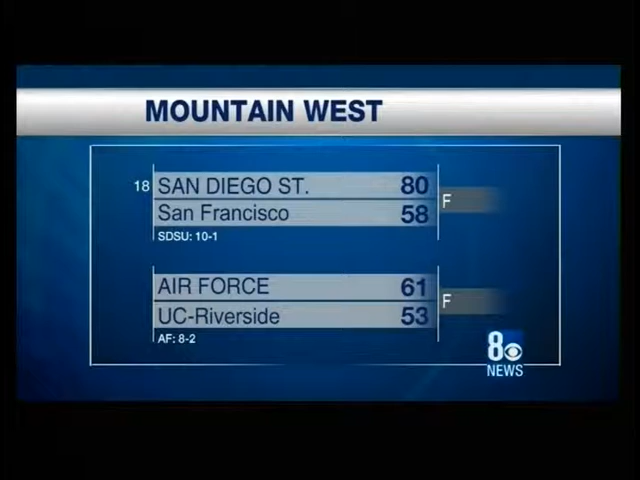 MOUNTAIN WEST
18 SAN DIEGO ST. 80
San Francisco 58
F
SDSU: 10-1
AIR FORCE 61
UC-Riverside 53
F
AF: 8-2
8
NEWS